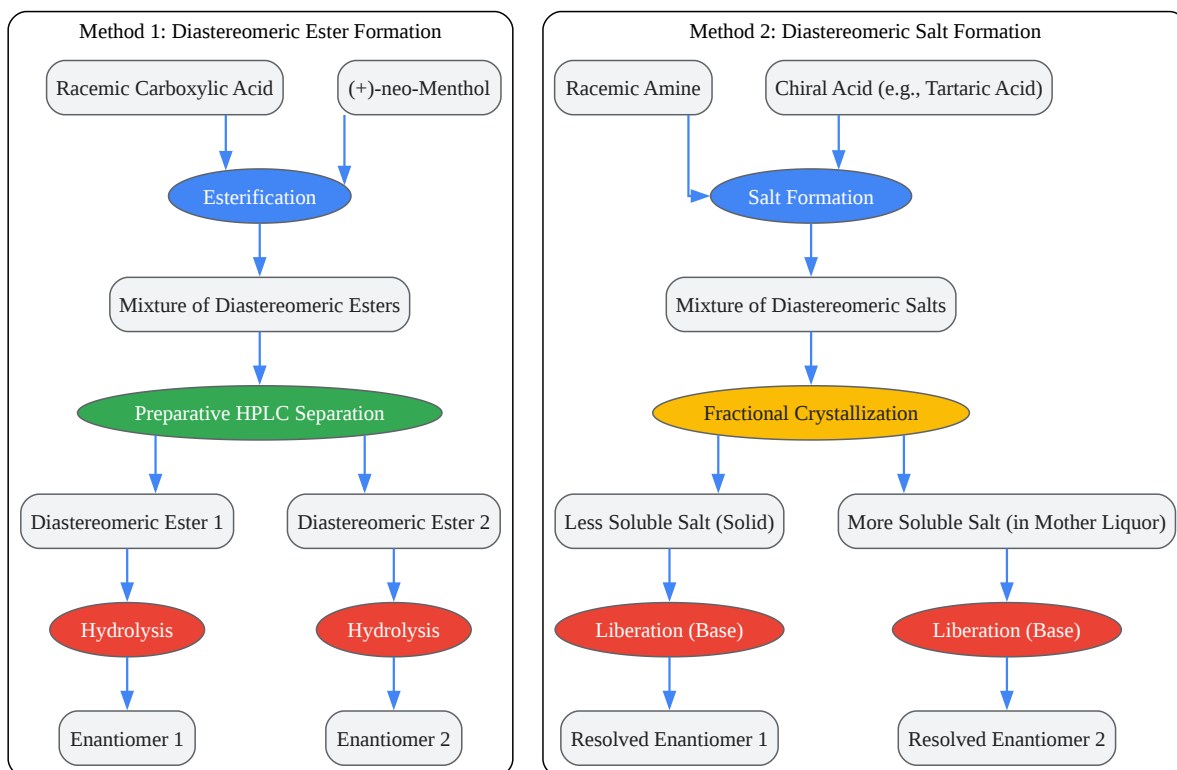 Method 1: Diastereomeric Ester Formation
Racemic Carboxylic Acid
(+)-neo-Menthol
Esterification
Mixture of Diastereomeric Esters
Preparative HPLC Separation
Diastereomeric Ester 1
Diastereomeric Ester 2
Hydrolysis
Hydrolysis
Enantiomer 1
Enantiomer 2
Method 2: Diastereomeric Salt Formation
Racemic Amine
Chiral Acid (e.g., Tartaric Acid)
Salt Formation
Mixture of Diastereomeric Salts
Fractional Crystallization
Less Soluble Salt (Solid)
More Soluble Salt (in Mother Liquor)
Liberation (Base)
Liberation (Base)
Resolved Enantiomer 1
Resolved Enantiomer 2